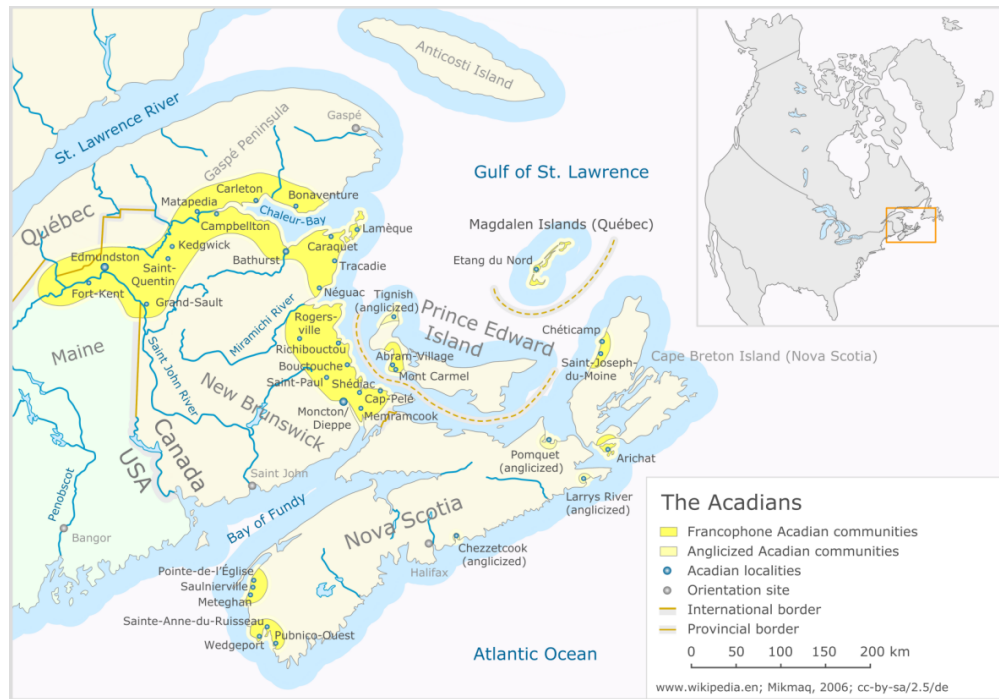 Anticosti Island
St. Lawrence River
Gaspé Peninsula
Gaspé
Gulf of St. Lawrence
Québec
Matapedia
Carleton
Bonaventure
Chaleur-Bay
Campbellton
Lamèque
Magdalen Islands (Québec)
Kedgwick
Caraquet
Edmundston
Saint-
Quentin
Bathurst
Tracadie
Etang du Nord
Fort-Kent
Grand-Sault
Néguac
Tignish
(anglicized)
Prince Edward
Island
Miramichi River
Rogers-
ville
Chéticamp
Maine
Saint John River
Richibouctou
Abram-Village
Saint-Joseph-
du-Moine
Cape Breton Island (Nova Scotia)
Bouctouche
Mont Carmel
Saint-Paul
Shédiac
New Brunswick
Cap-Pelé
Moncton/
Dieppe
Memramcook
Canada
USA
Pomquet
(anglicized)
Arichat
Saint John
Penobscot
Bangor
Bay of Fundy
Larrys River
(anglicized)
Nova Scotia
Chezzetcook
(anglicized)
Halifax
Pointe-de-l'Église
Saulnierville
Meteghan
Sainte-Anne-du-Ruisseau
Pubnico-Ouest
Wedgeport
Atlantic Ocean
The Acadians
Francophone Acadian communities
Anglicized Acadian communities
Acadian localities
Orientation site
International border
Provincial border
0 50 100 150 200 km
www.wikipedia.en; Mikmaq, 2006; cc-by-sa/2.5/de